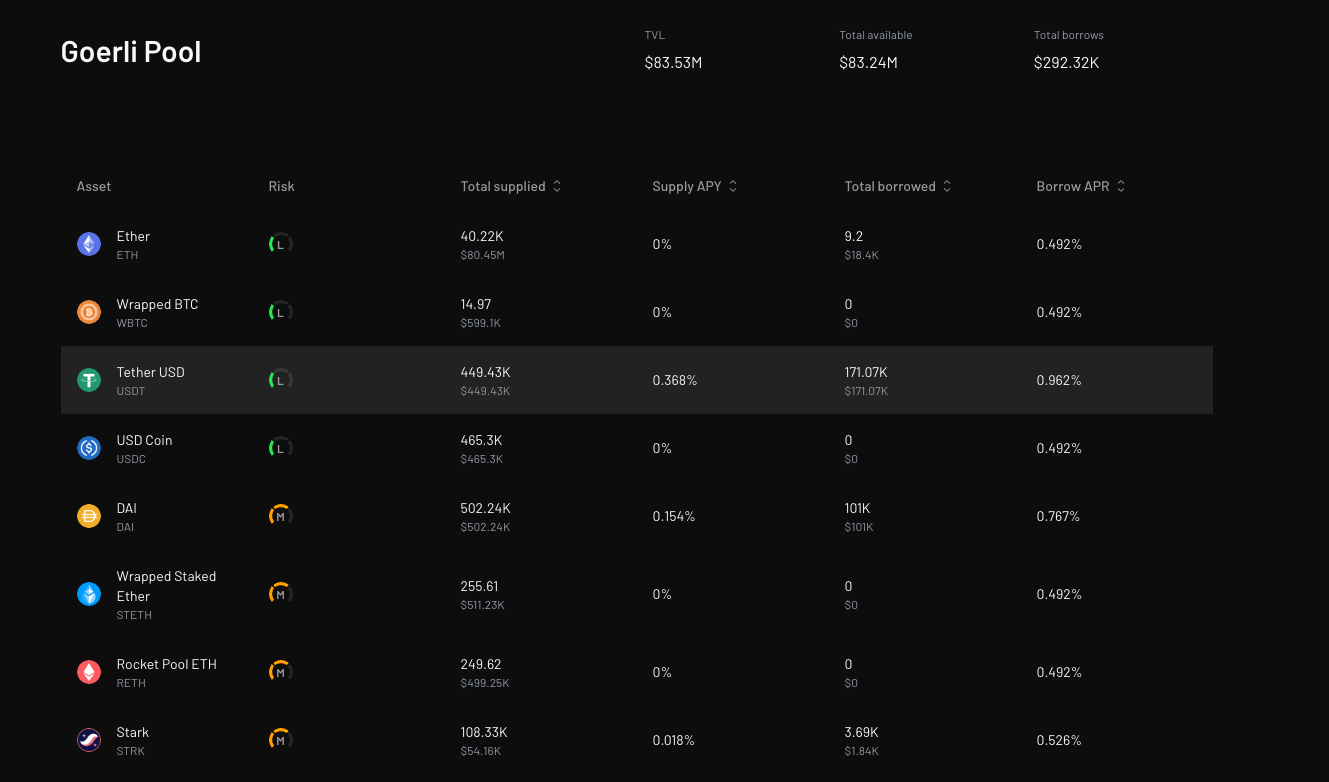 Goerli Pool
TVL
$83.53M
Total available
$83.24M
Total borrows
$292.32K
Asset Risk Total supplied Supply APY Total borrowed Borrow APR
Ether
ETH
L
40.22K
$80.45M
0%
9.2
$18.4K
0.492%
Wrapped BTC
WBTC
L
14.97
$599.1K
0%
0
$0
0.492%
Tether USD
USDT
L
449.43K
$449.43K
0.368%
171.07K
$171.07K
0.962%
USD Coin
USDC
L
465.3K
$465.3K
0%
0
$0
0.492%
DAI
DAI
M
502.24K
$502.24K
0.154%
101K
$101K
0.767%
Wrapped Staked
Ether
STETH
M
255.61
$511.23K
0%
0
$0
0.492%
Rocket Pool ETH
RETH
M
249.62
$499.25K
0%
0
$0
0.492%
Stark
STRK
M
108.33K
$54.16K
0.018%
3.69K
$1.84K
0.526%